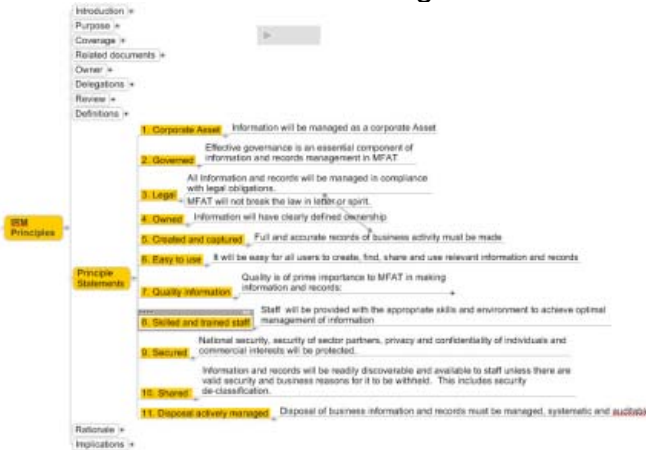 Introduction
Purpose
Coverage
Related documents
Owner
Delegations
Review
Definitions
1. Corporate Asset Information will be managed as a corporate Asset
Effective governance is an essential component of
2. Governed information and records management in MFAT
All Information and records will be managed in compliance
with legal obligations.
3. Legal
MFAT will not break the law in letter or spirit.
4. Owned Information will have clearly defined ownership
5. Created and captured Full and accurate records of business activity must be made
6. Easy to use It will be easy for all users to create, find, share and use relevant information and records
Quality is of prime importance to MFAT in making
7. Quality information information and records:
Staff will be provided with the appropriate skills and environment to achieve optimal
8. Skilled and trained staff management of information
National security, security of sector partners, privacy and confidentiality of individuals and
9. Secured commercial interests will be protected.
Information and records will be readily discoverable and available to staff unless there are
valid security and business reasons for it to be withheld. This includes security
10. Shared de-classification.
11. Disposal actively managed Disposal of business information and records must be managed, systematic and auditable
Principle
Statements
Principles
Rationale
Implications